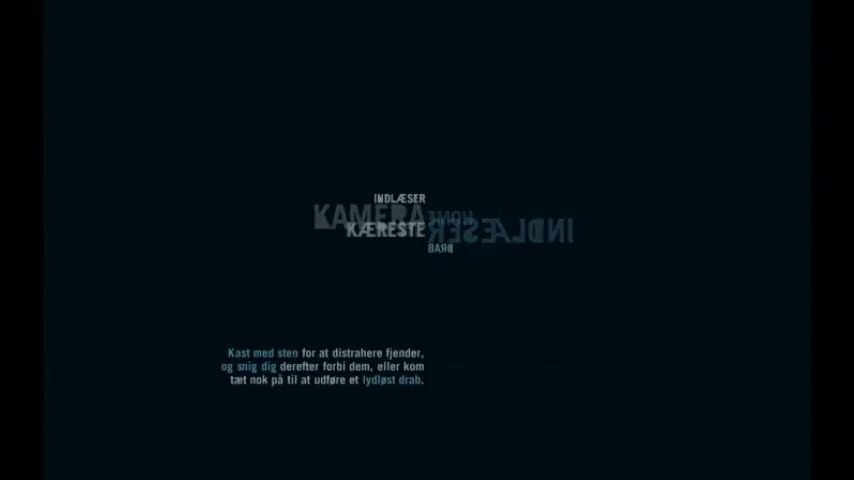 INDLÆSER
KAMERA
KÆRESTE
INDLÆSER
DRAB
Kast med sten for at distrahere fjender,
og snig dig derefter forbi dem, eller kom
tæt nok på til at udføre et lydløst drab.